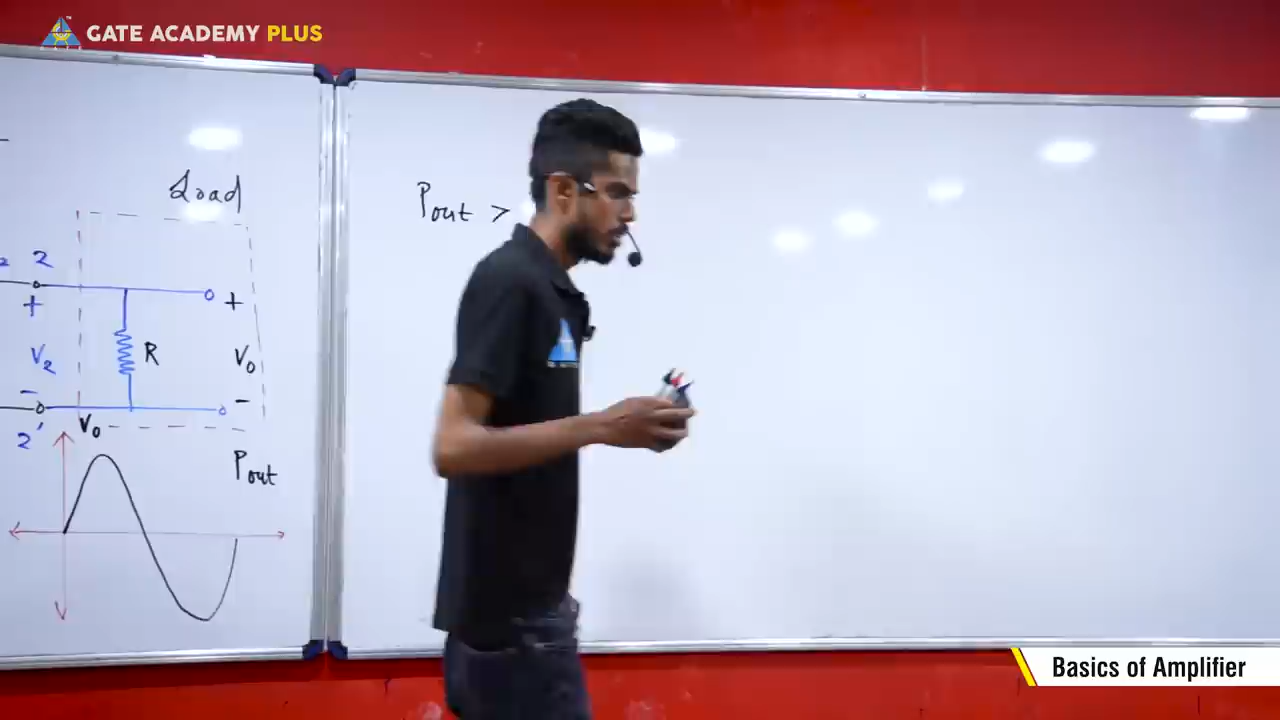 GATE ACADEMY PLUS
Load
2
+
+
V₂
R
V₀
-
-
2'
V₀
Pout
Pout >
Basics of Amplifier